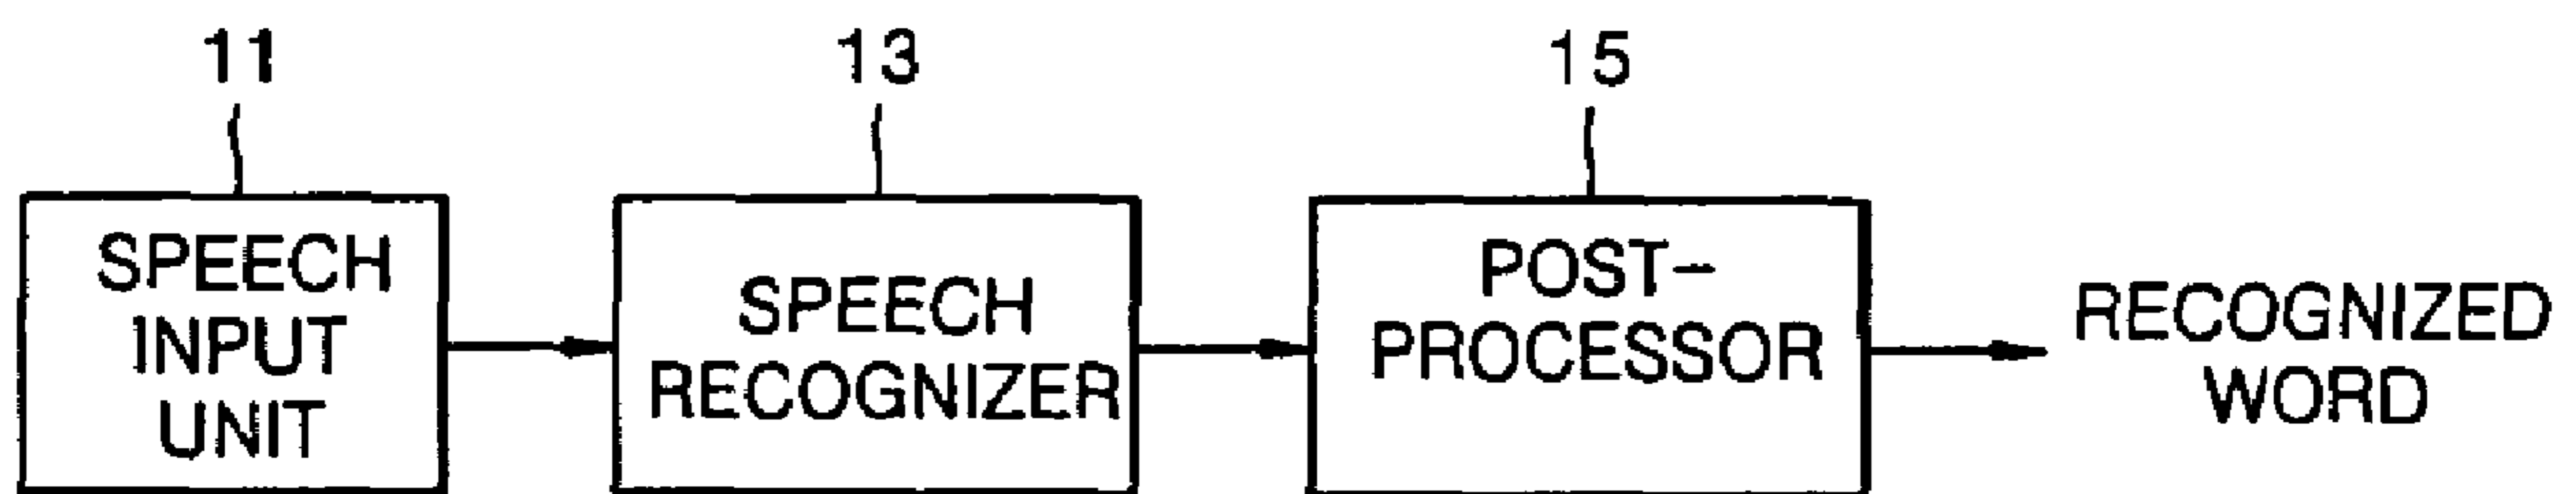 11
13
15
SPEECH
INPUT
UNIT
SPEECH
RECOGNIZER
POST-
PROCESSOR
RECOGNIZED
WORD